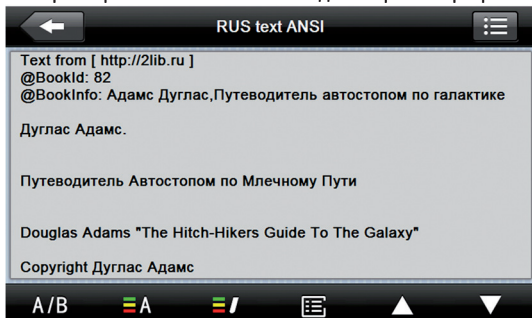 RUS text ANSI
Text from [ http://2lib.ru ]
@BookId: 82
@BookInfo: Адамс Дуглас,Путеводитель автостопом по галактике
Дуглас Адамс.
Путеводитель Автостопом по Млечному Пути
Douglas Adams "The Hitch-Hikers Guide To The Galaxy"
Copyright Дуглас Адамс
A/B A